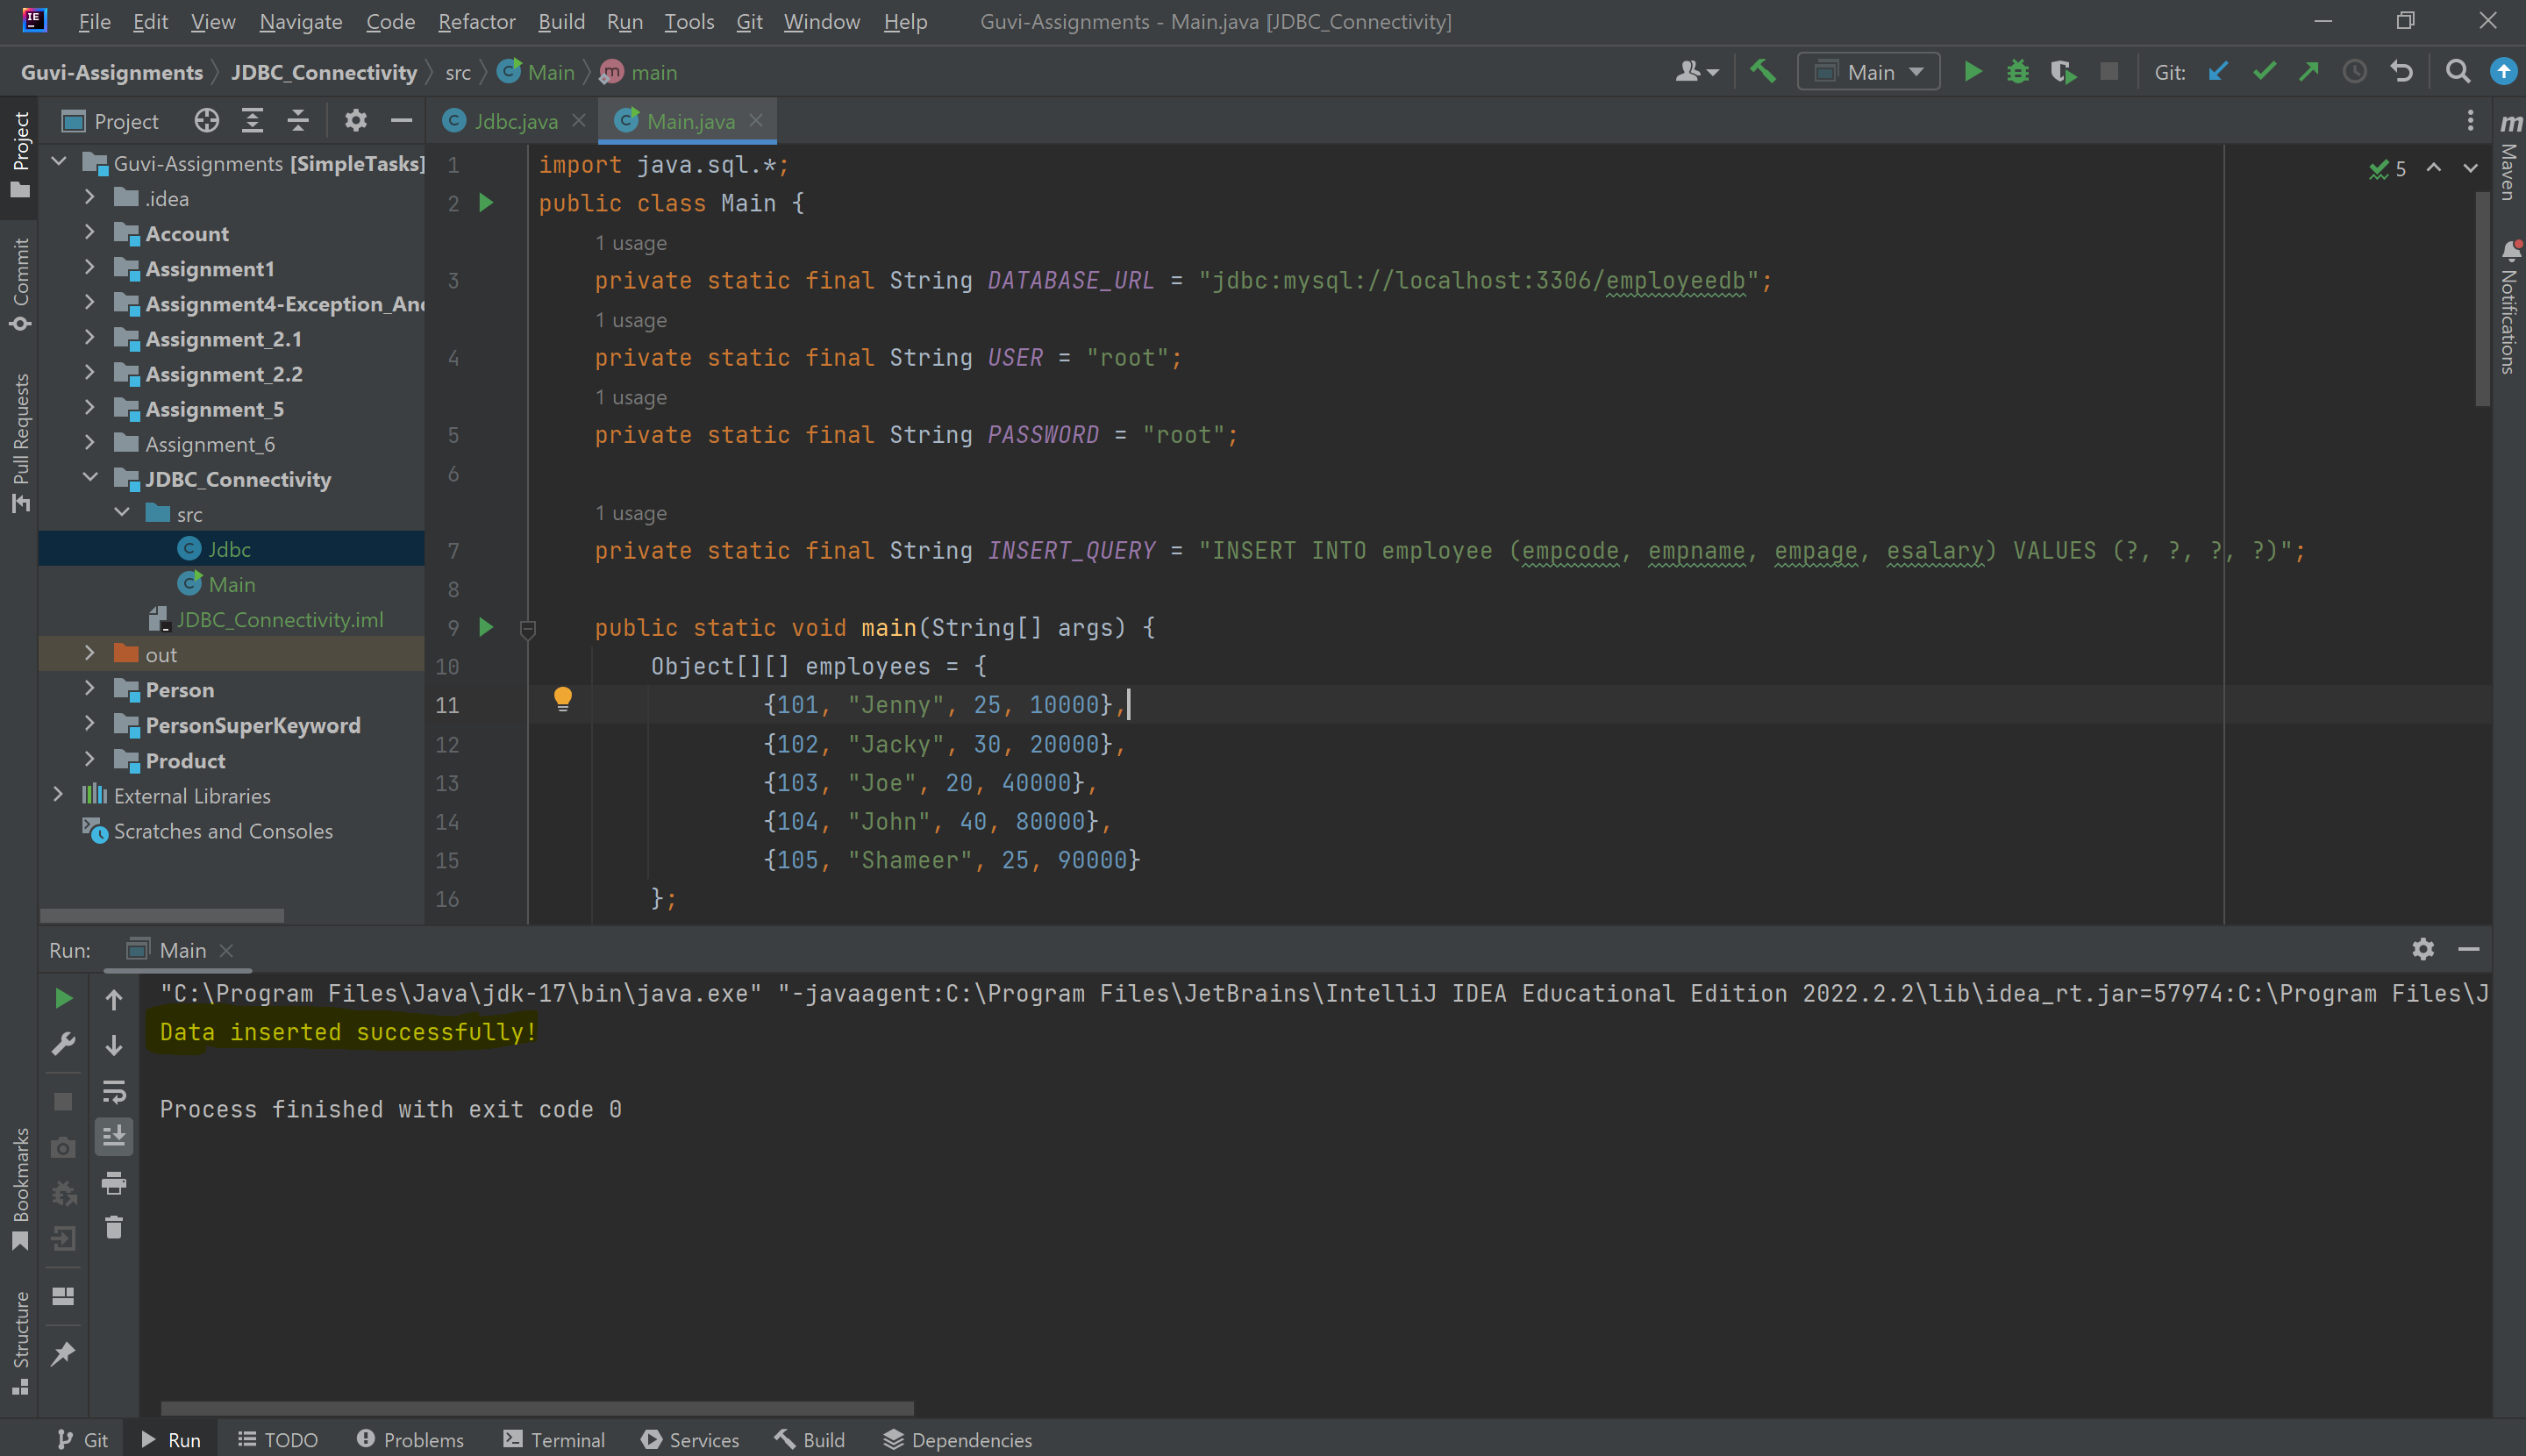 File Edit View Navigate Code Refactor Build Run Tools Git Window Help Guvi-Assignments - Main.java [JDBC_Connectivity]
Guvi-Assignments JDBC_Connectivity src Main main
Main Git:
Project
Jdbc.java Main.java
Guvi-Assignments [SimpleTasks]
.idea
Account
Assignment1
Assignment4-Exception_And
Assignment_2.1
Assignment_2.2
Assignment_5
Assignment_6
JDBC_Connectivity
src
Jdbc
Main
JDBC_Connectivity.iml
out
Person
PersonSuperKeyword
Product
External Libraries
Scratches and Consoles
Project
Commit
Pull Requests
Bookmarks
Structure
1 import java.sql.*;
2 public class Main {
1 usage
3 private static final String DATABASE_URL = "jdbc:mysql://localhost:3306/employeedb";
1 usage
4 private static final String USER = "root";
1 usage
5 private static final String PASSWORD = "root";
6
1 usage
7 private static final String INSERT_QUERY = "INSERT INTO employee (empcode, empname, empage, esalary) VALUES (?, ?, ?, ?)";
8
9 public static void main(String[] args) {
10 Object[][] employees = {
11 {101, "Jenny", 25, 10000},
12 {102, "Jacky", 30, 20000},
13 {103, "Joe", 20, 40000},
14 {104, "John", 40, 80000},
15 {105, "Shameer", 25, 90000}
16 };
5
m Maven
Notifications
Run: Main
"C:\Program Files\Java\jdk-17\bin\java.exe" "-javaagent:C:\Program Files\JetBrains\IntelliJ IDEA Educational Edition 2022.2.2\lib\idea_rt.jar=57974:C:\Program Files\J
Data inserted successfully!
Process finished with exit code 0
Git Run TODO Problems Terminal Services Build Dependencies